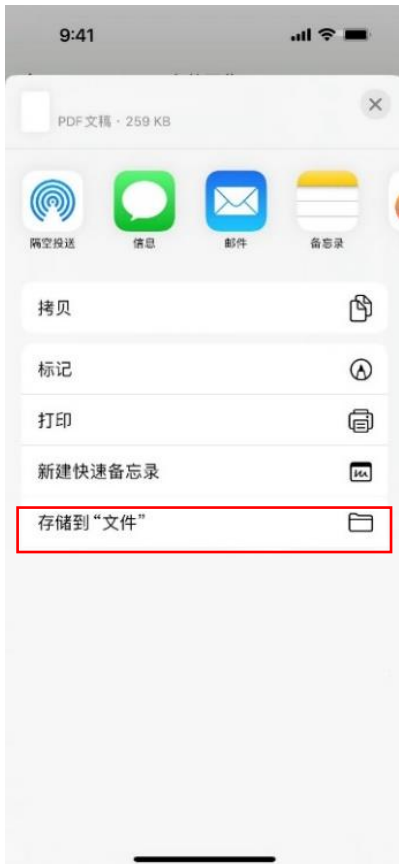 9:41
PDF文稿・259 KB
隔空投送
信息
邮件
备忘录
拷贝
标记
打印
新建快速备忘录
存储到“文件”